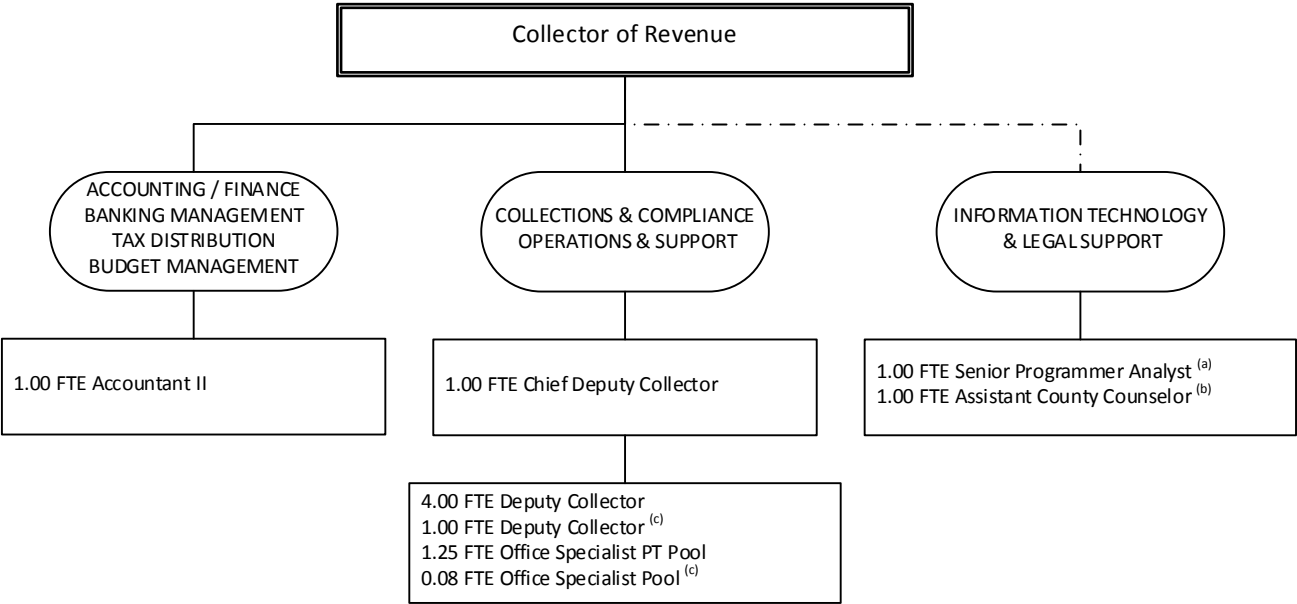 Collector of Revenue
ACCOUNTING / FINANCE
BANKING MANAGEMENT
TAX DISTRIBUTION
BUDGET MANAGEMENT
COLLECTIONS & COMPLIANCE
OPERATIONS & SUPPORT
INFORMATION TECHNOLOGY
& LEGAL SUPPORT
1.00 FTE Accountant II
1.00 FTE Chief Deputy Collector
1.00 FTE Senior Programmer Analyst (a)
1.00 FTE Assistant County Counselor (b)
4.00 FTE Deputy Collector
1.00 FTE Deputy Collector (c)
1.25 FTE Office Specialist PT Pool
0.08 FTE Office Specialist Pool (c)